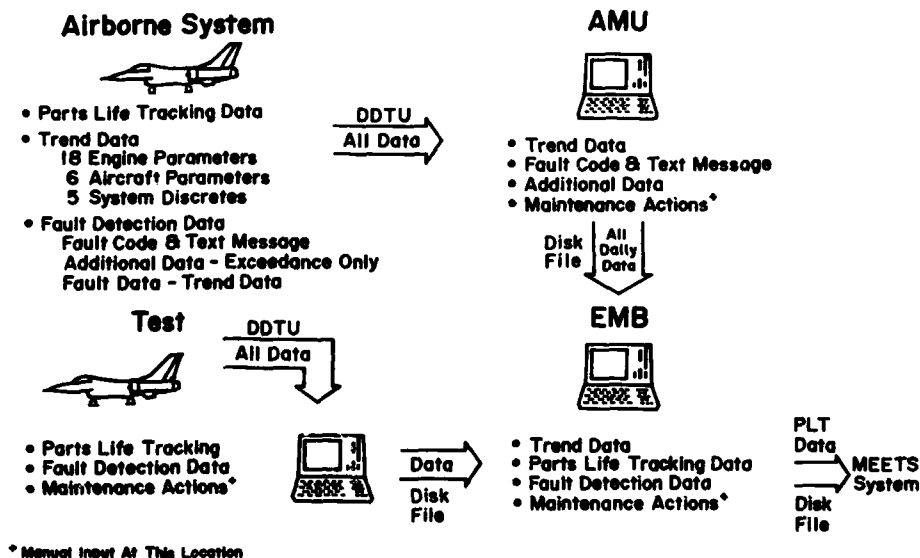 Airborne System
• Parts Life Tracking Data
• Trend Data
18 Engine Parameters
6 Aircraft Parameters
5 System Discretes
• Fault Detection Data
Fault Code & Text Message
Additional Data - Exceedance Only
Fault Data - Trend Data
DDTU
All Data
AMU
• Trend Data
• Fault Code & Text Message
• Additional Data
• Maintenance Actions+
Disk
File
All
Daily
Data
Test
DDTU
All Data
• Parts Life Tracking
• Fault Detection Data
• Maintenance Actions+
Data
Disk
File
EMB
• Trend Data
• Parts Life Tracking Data
• Fault Detection Data
• Maintenance Actions+
PLT
Data
Disk
File
MEETS
System
+ Manual Input At This Location